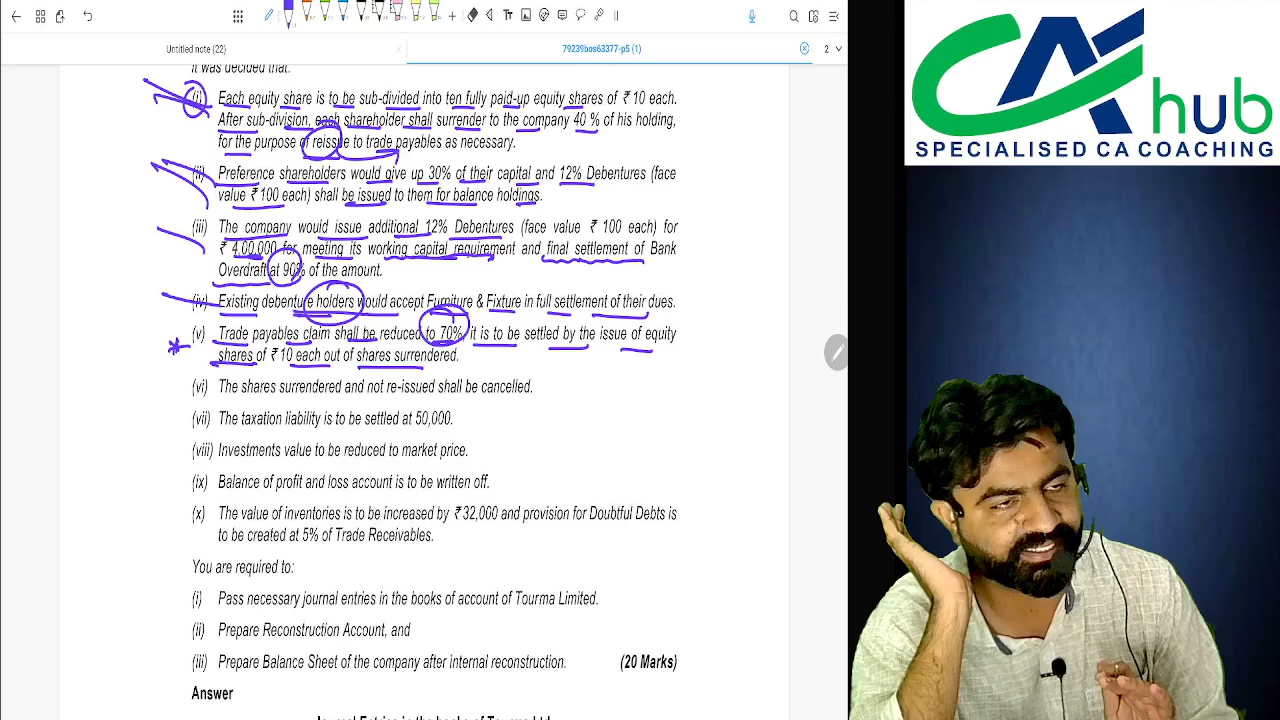 Untitled note (22)
79239bos63377-p5 (1)
2
It was decided that:
(i) Each equity share is to be sub-divided into ten fully paid-up equity shares of ₹ 10 each.
After sub-division, each shareholder shall surrender to the company 40 % of his holding,
for the purpose of reissue to trade payables as necessary.
(ii) Preference shareholders would give up 30% of their capital and 12% Debentures (face
value ₹ 100 each) shall be issued to them for balance holdings.
(iii) The company would issue additional 12% Debentures (face value ₹ 100 each) for
₹ 4,00,000 for meeting its working capital requirement and final settlement of Bank
Overdraft at 90% of the amount.
(iv) Existing debenture holders would accept Furniture & Fixture in full settlement of their dues.
(v) Trade payables claim shall be reduced to 70%, it is to be settled by the issue of equity
shares of ₹ 10 each out of shares surrendered.
(vi) The shares surrendered and not re-issued shall be cancelled.
(vii) The taxation liability is to be settled at 50,000.
(viii) Investments value to be reduced to market price.
(ix) Balance of profit and loss account is to be written off.
(x) The value of inventories is to be increased by ₹ 32,000 and provision for Doubtful Debts is
to be created at 5% of Trade Receivables.
You are required to:
(i) Pass necessary journal entries in the books of account of Tourma Limited.
(ii) Prepare Reconstruction Account, and
(iii) Prepare Balance Sheet of the company after internal reconstruction. (20 Marks)
Answer
Journal Entries in the books of Tourma Ltd
CA hub
SPECIALISED CA COACHING